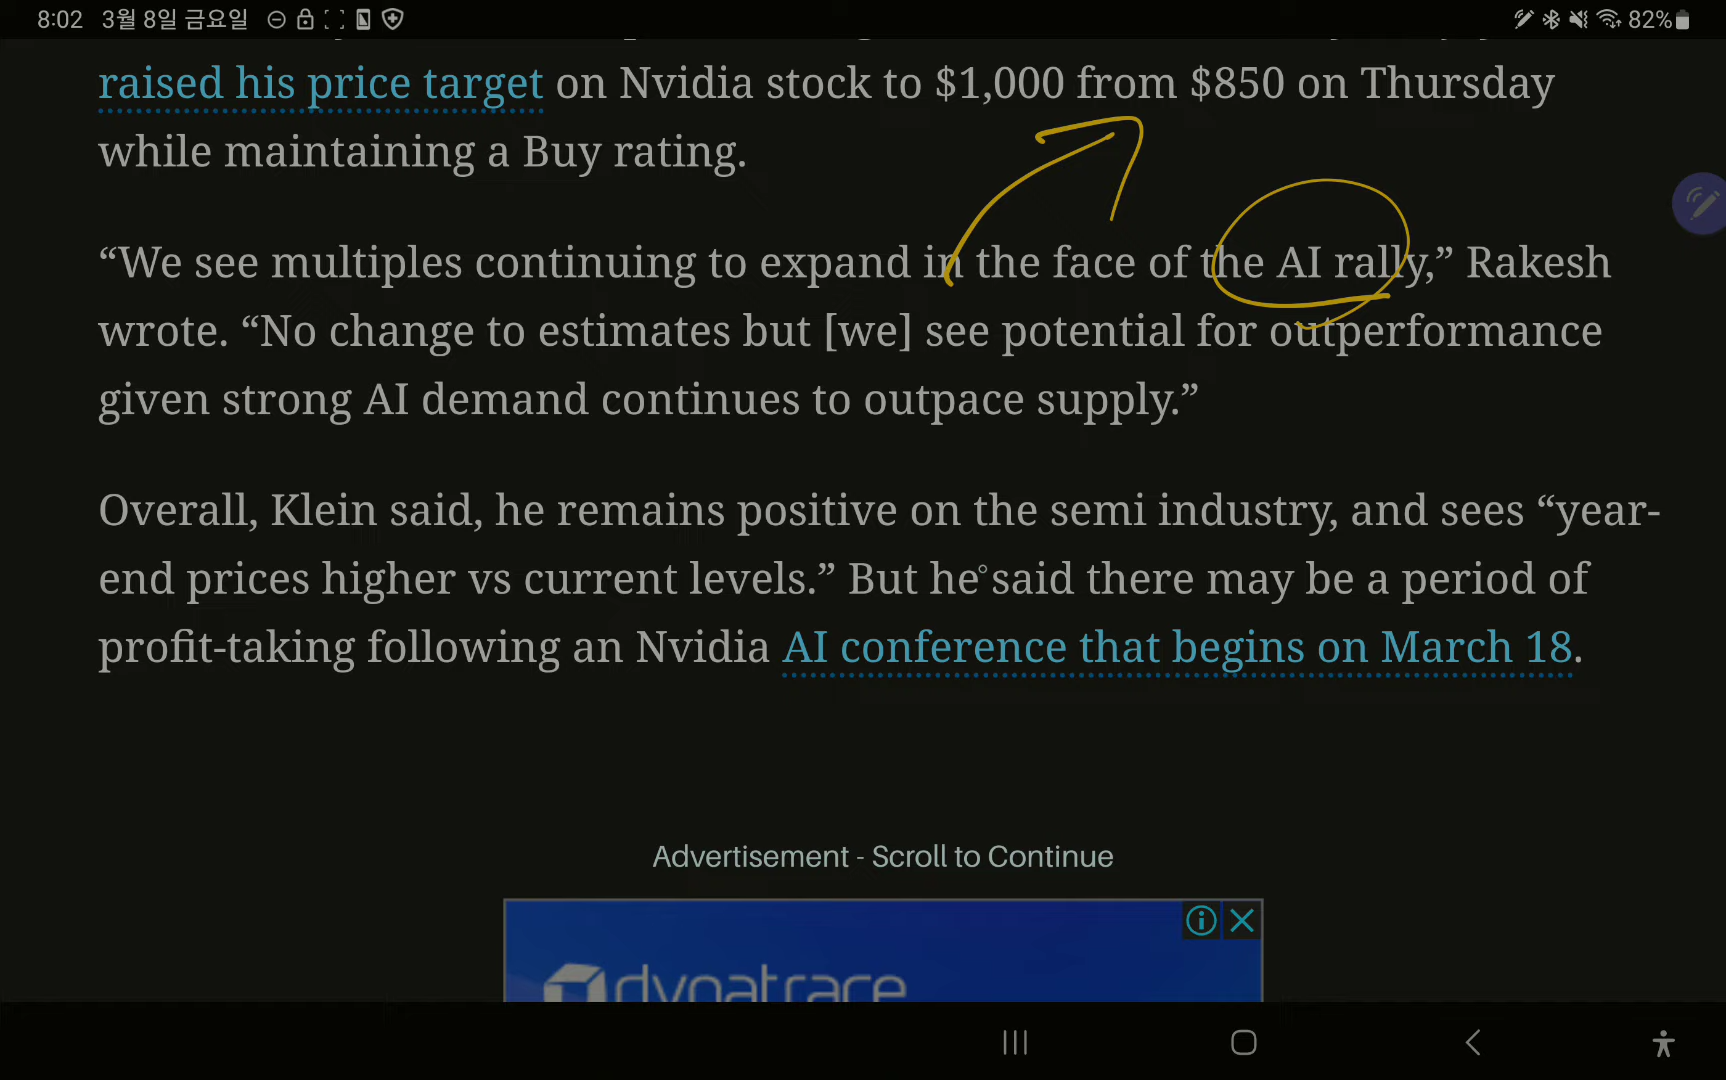 8:02 3월 8일 금요일 82%
raised his price target on Nvidia stock to $1,000 from $850 on Thursday
while maintaining a Buy rating.
“We see multiples continuing to expand in the face of the AI rally,” Rakesh
wrote. “No change to estimates but [we] see potential for outperformance
given strong AI demand continues to outpace supply.”
Overall, Klein said, he remains positive on the semi industry, and sees “year-
end prices higher vs current levels.” But he said there may be a period of
profit-taking following an Nvidia AI conference that begins on March 18.
Advertisement - Scroll to Continue
dynatrace